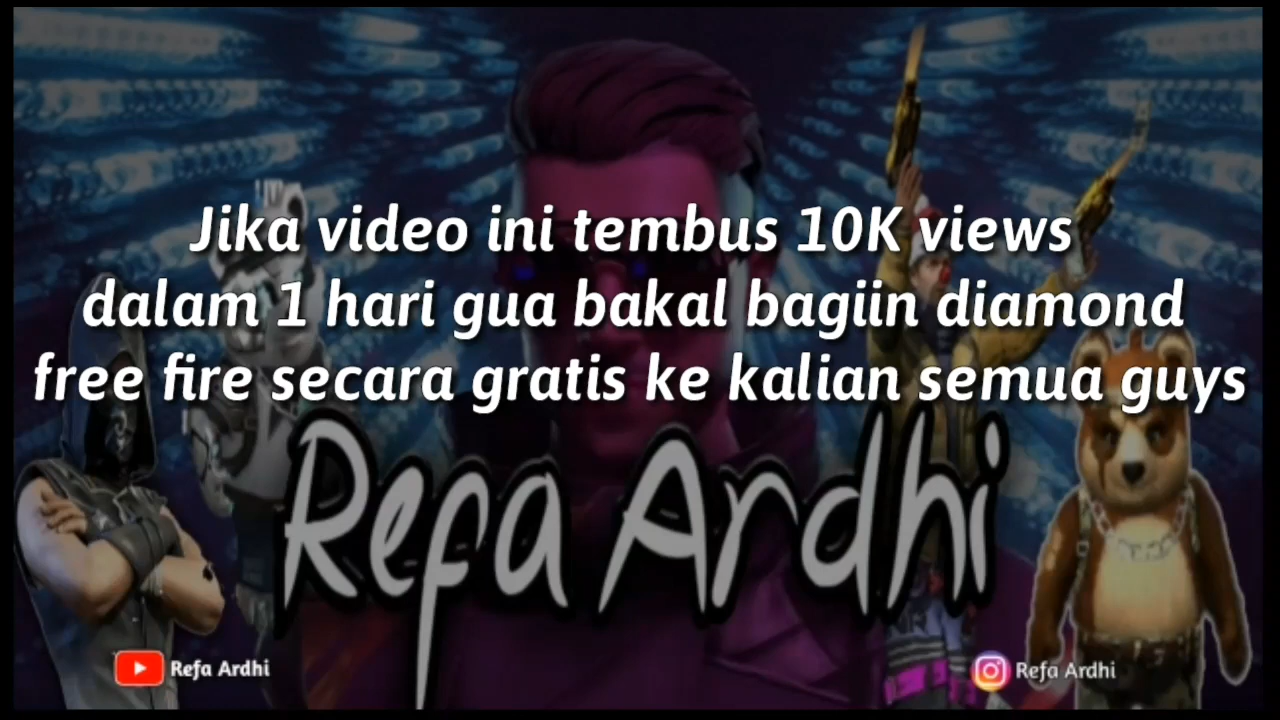 Jika video ini tembus 10K views
dalam 1 hari gua bakal bagiin diamond
free fire secara gratis ke kalian semua guys
Refa Ardhi
Refa Ardhi
Refa Ardhi